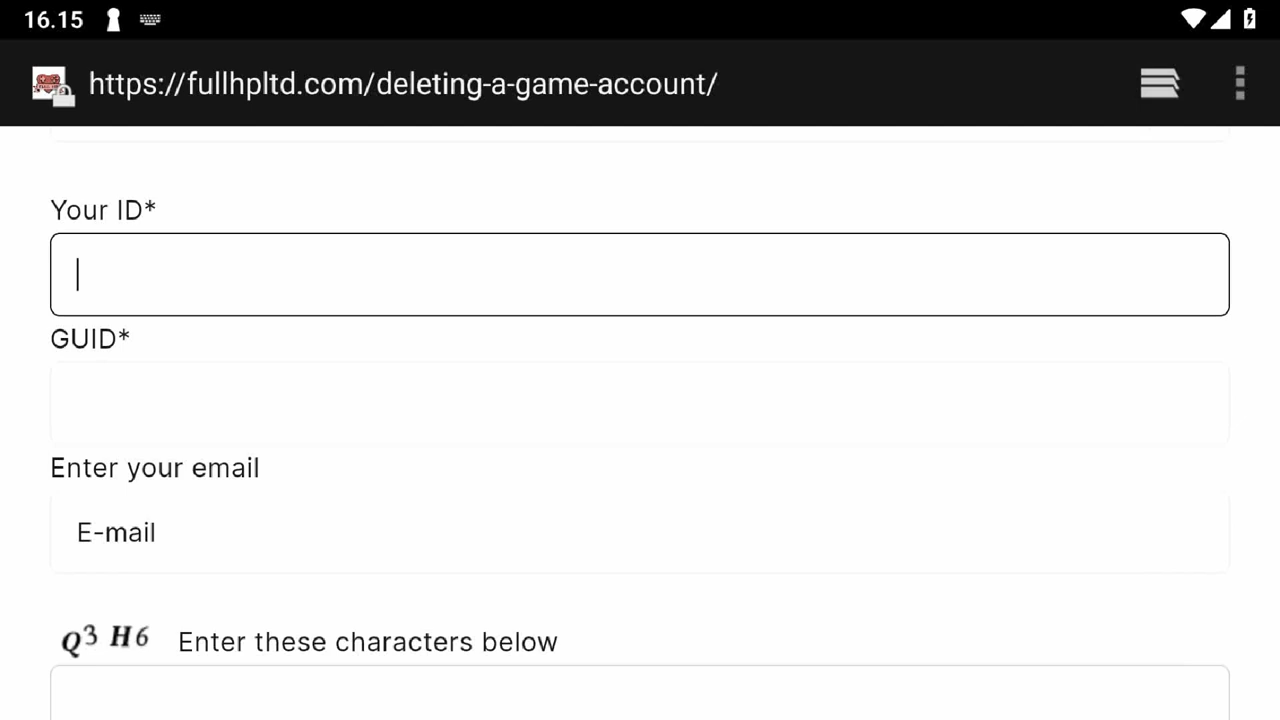 16.15
https://fullhpltd.com/deleting-a-game-account/
Your ID*
GUID*
Enter your email
E-mail
Q3 H6 Enter these characters below